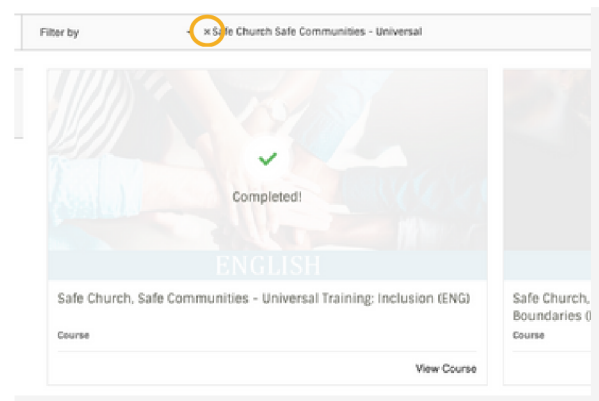 Filter by
× Safe Church Safe Communities - Universal
Completed!
ENGLISH
Safe Church, Safe Communities - Universal Training: Inclusion (ENG)
Course
View Course
Safe Church,
Boundaries (
Course